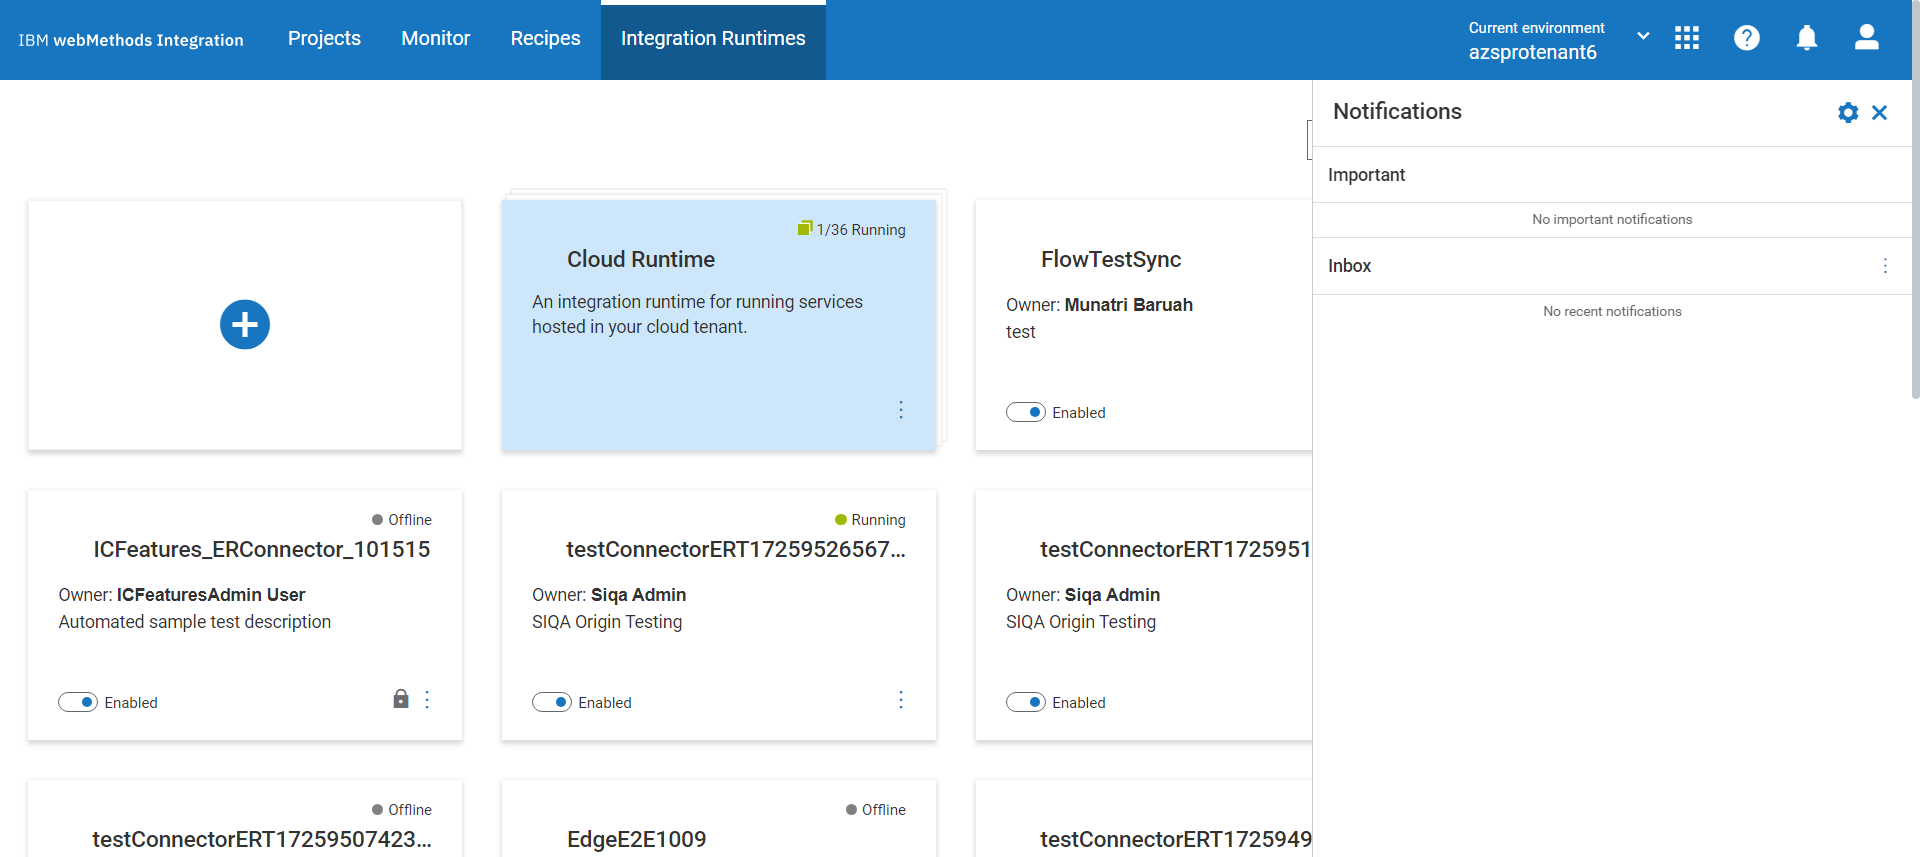 IBM webMethods Integration
Projects
Monitor
Recipes
Integration Runtimes
Current environment
azsprotenant6
Notifications
Important
No important notifications
Inbox
No recent notifications
1/36 Running
Cloud Runtime
An integration runtime for running services
hosted in your cloud tenant.
FlowTestSync
Owner: Munatri Baruah
test
Enabled
Offline
ICFeatures_ERConnector_101515
Owner: ICFeaturesAdmin User
Automated sample test description
Enabled
Running
testConnectorERT17259526567...
Owner: Siqa Admin
SIQA Origin Testing
Enabled
testConnectorERT1725951
Owner: Siqa Admin
SIQA Origin Testing
Enabled
Offline
testConnectorERT17259507423...
Offline
EdgeE2E1009
testConnectorERT1725949